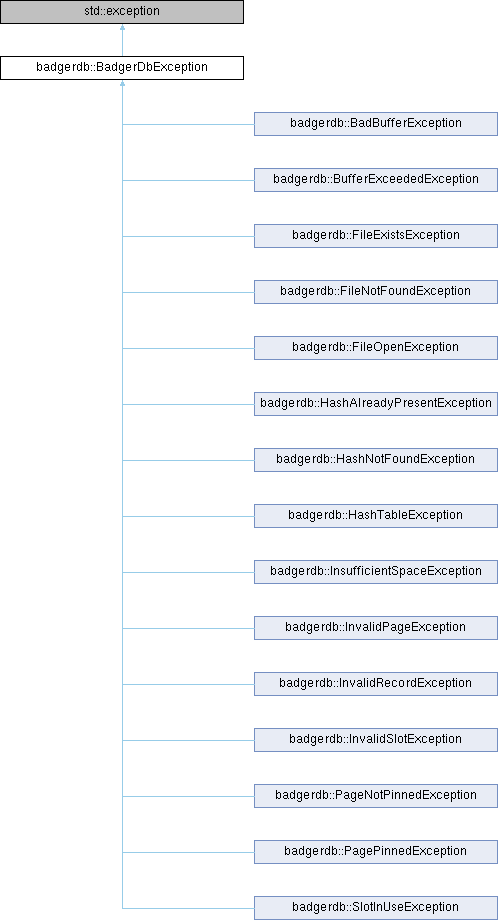 std::exception
badgerdb::BadgerDbException
badgerdb::BadBufferException
badgerdb::BufferExceededException
badgerdb::FileExistsException
badgerdb::FileNotFoundException
badgerdb::FileOpenException
badgerdb::HashAlreadyPresentException
badgerdb::HashNotFoundException
badgerdb::HashTableException
badgerdb::InsufficientSpaceException
badgerdb::InvalidPageException
badgerdb::InvalidRecordException
badgerdb::InvalidSlotException
badgerdb::PageNotPinnedException
badgerdb::PagePinnedException
badgerdb::SlotInUseException